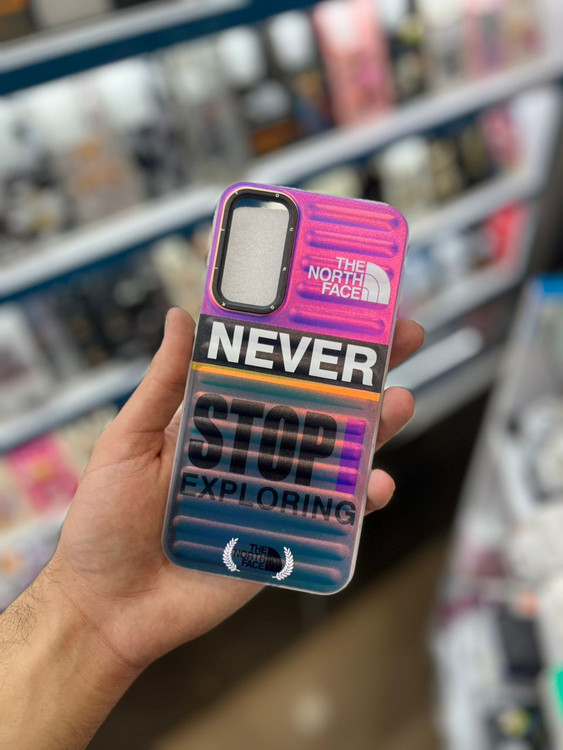 THE
NORTH
FACE
NEVER
STOP
EXPLORING
THE
NORTH
FACE